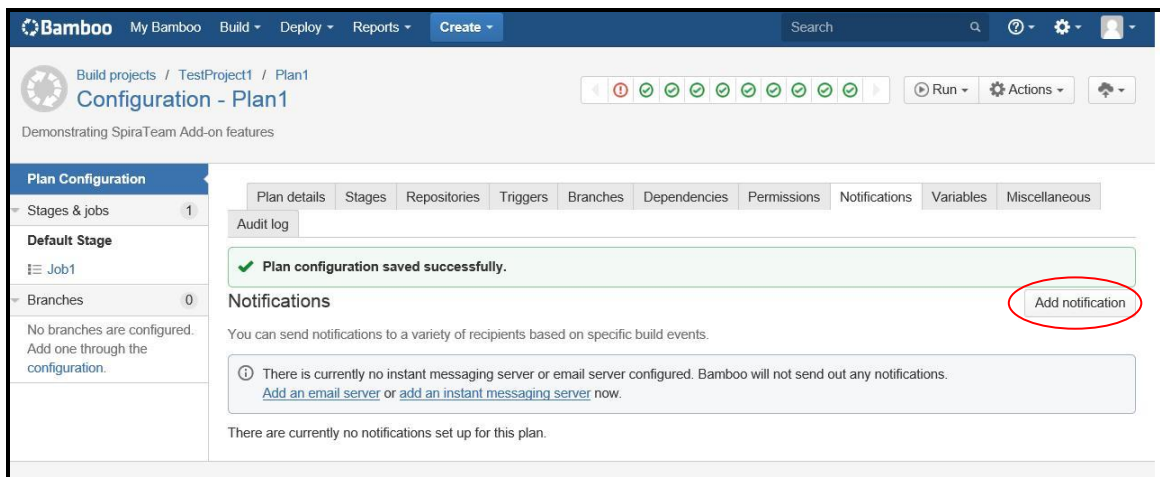 Bamboo My Bamboo Build Deploy Reports Create Search
Build projects / TestProject1 / Plan1
Configuration - Plan1
Run Actions
Demonstrating SpiraTeam Add-on features
Plan Configuration
Stages & jobs 1
Default Stage
Job1
Branches 0
No branches are configured.
Add one through the
configuration.
Plan details Stages Repositories Triggers Branches Dependencies Permissions Notifications Variables Miscellaneous
Audit log
Plan configuration saved successfully.
Notifications
Add notification
You can send notifications to a variety of recipients based on specific build events.
There is currently no instant messaging server or email server configured. Bamboo will not send out any notifications.
Add an email server or add an instant messaging server now.
There are currently no notifications set up for this plan.